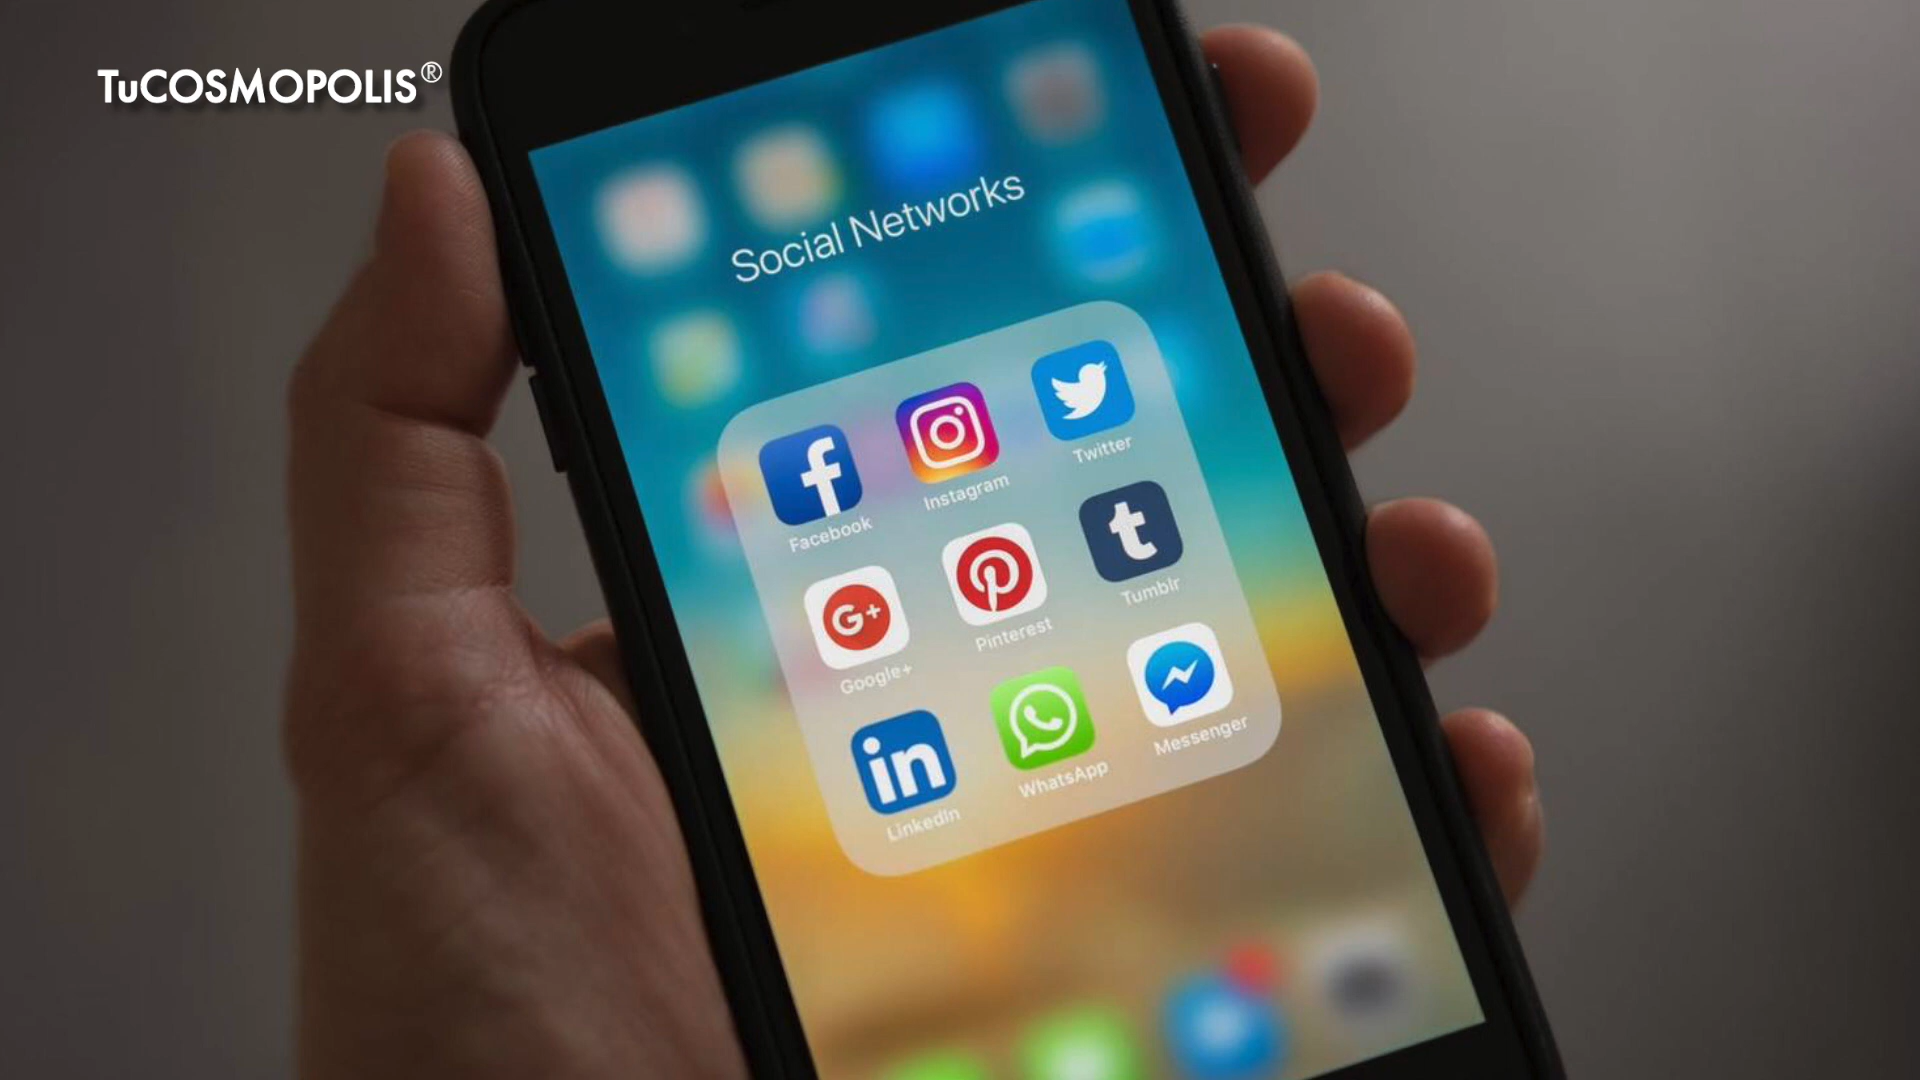 TuCOSMOPOLIS®
Social Networks
Facebook
Instagram
Twitter
Google+
Pinterest
Tumblr
LinkedIn
WhatsApp
Messenger